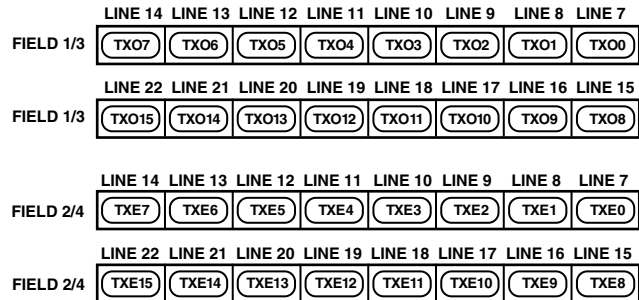 LINE 14 LINE 13 LINE 12 LINE 11 LINE 10 LINE 9 LINE 8 LINE 7
FIELD 1/3 TXO7 TXO6 TXO5 TXO4 TXO3 TXO2 TXO1 TXO0
LINE 22 LINE 21 LINE 20 LINE 19 LINE 18 LINE 17 LINE 16 LINE 15
FIELD 1/3 TXO15 TXO14 TXO13 TXO12 TXO11 TXO10 TXO9 TXO8
LINE 14 LINE 13 LINE 12 LINE 11 LINE 10 LINE 9 LINE 8 LINE 7
FIELD 2/4 TXE7 TXE6 TXE5 TXE4 TXE3 TXE2 TXE1 TXE0
LINE 22 LINE 21 LINE 20 LINE 19 LINE 18 LINE 17 LINE 16 LINE 15
FIELD 2/4 TXE15 TXE14 TXE13 TXE12 TXE11 TXE10 TXE9 TXE8